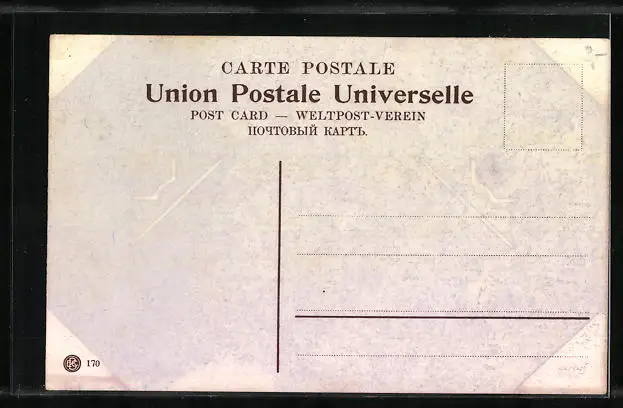 CARTE POSTALE
Union Postale Universelle
POST CARD — WELTPOST-VEREIN
ПОЧТОВЫЙ КАРТЪ.
170